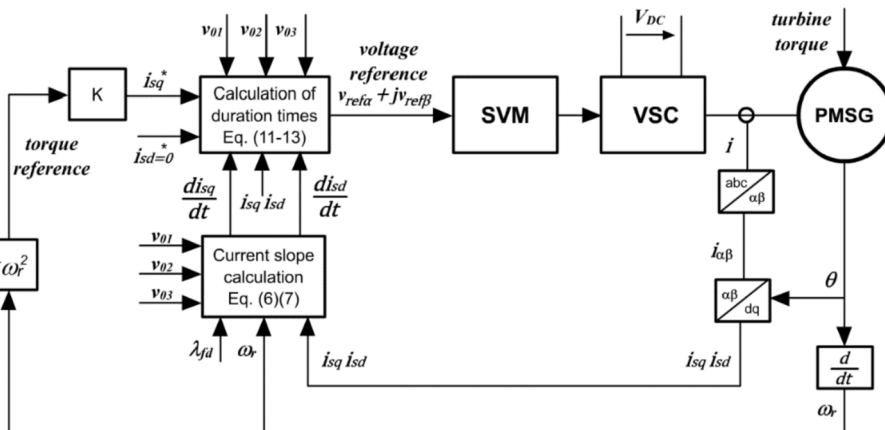 v01 v02 v03
VDC
turbine
torque
voltage
reference
vrefα + jvrefβ
K
isq*
Calculation of
duration times
Eq. (11-13)
SVM
VSC
PMSG
torque
reference
isd=0*
i
abc
αβ
disq
dt
isq isd
disd
dt
v01
v02
v03
Current slope
calculation
Eq. (6)(7)
iαβ
ωr²
αβ
dq
θ
λfd
ωr
isq isd
isq isd
d
dt
ωr